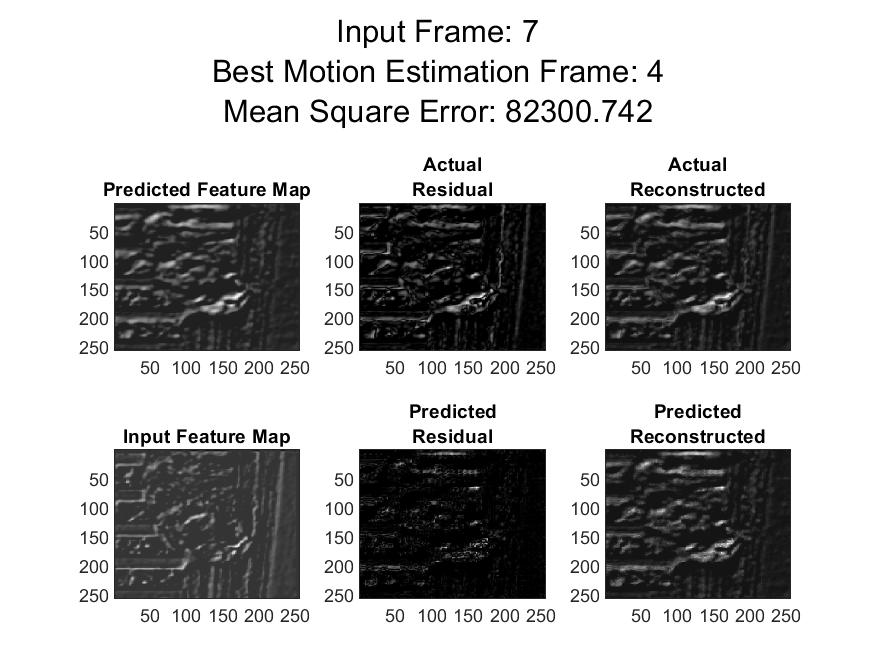 Input Frame: 7
Best Motion Estimation Frame: 4
Mean Square Error: 82300.742
Predicted Feature Map
50
100
150
200
250
50 100 150 200 250
Actual
Residual
50
100
150
200
250
50 100 150 200 250
Actual
Reconstructed
50
100
150
200
250
50 100 150 200 250
Input Feature Map
50
100
150
200
250
50 100 150 200 250
Predicted
Residual
50
100
150
200
250
50 100 150 200 250
Predicted
Reconstructed
50
100
150
200
250
50 100 150 200 250